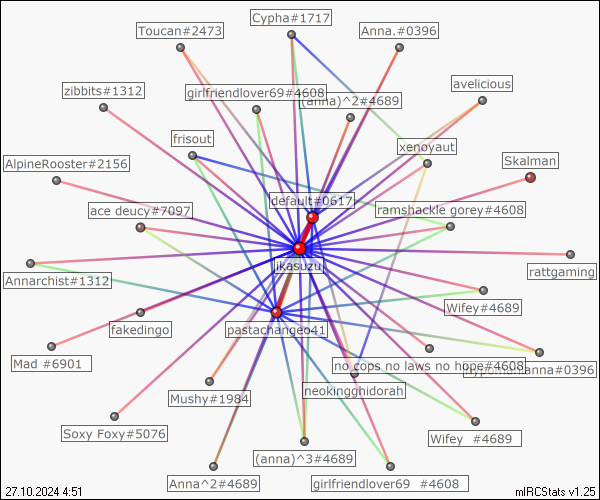 Cypha#1717
Toucan#2473
Anna.#0396
avelicious
zibbits#1312
girlfriendlover69#4608
(anna)^2#4689
frisout
xenoyaut
AlpineRooster#2156
Skalman
default#0617
ace deucy#7097
ramshackle gorey#4608
jkasuzu
rattgaming
Annarchist#1312
Wifey#4689
fakedingo
pastachangeo41
Mad #6901
no cops no laws no hope#4608
anna#0396
neokingghidorah
Mushy#1984
Soxy Foxy#5076
Wifey #4689
(anna)^3#4689
Anna^2#4689
girlfriendlover69 #4608
27.10.2024 4:51
mIRCStats v1.25